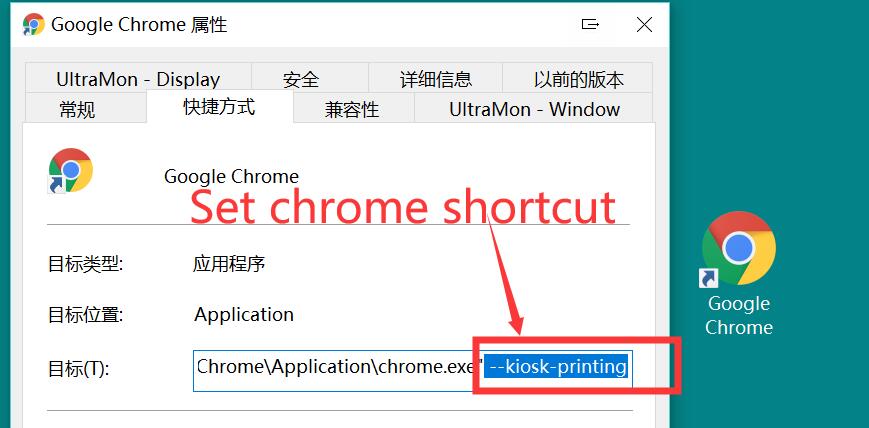 Google Chrome 属性
UltraMon - Display 安全 详细信息 以前的版本
常规 快捷方式 兼容性 UltraMon - Window
Google Chrome
Set chrome shortcut
目标类型: 应用程序
目标位置: Application
目标(T): Chrome\Application\chrome.exe" --kiosk-printing
Google
Chrome